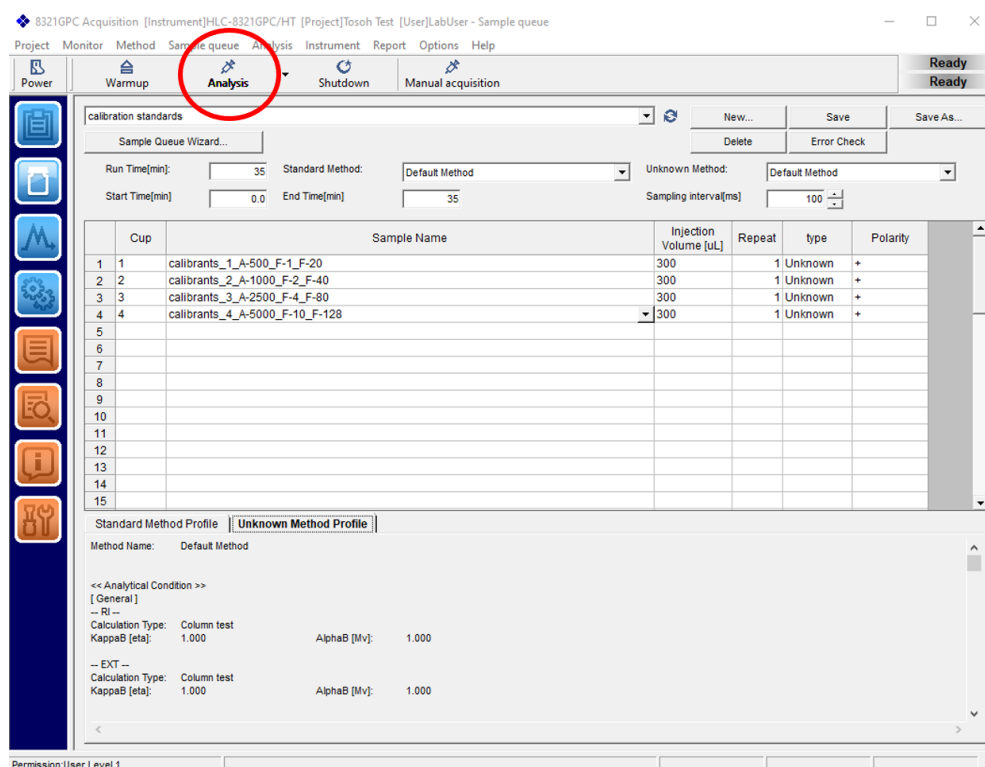 8321GPC Acquisition [Instrument]HLC-8321GPC/HT [Project]Tosoh Test [User]LabUser - Sample queue
Project Monitor Method Sample queue Analysis Instrument Report Options Help
Power Warmup Analysis Shutdown Manual acquisition Ready
Ready
calibration standards New... Save Save As...
Sample Queue Wizard... Delete Error Check
Run Time[min]: 35 Standard Method: Default Method Unknown Method: Default Method
Start Time[min] 0.0 End Time[min] 35 Sampling interval[ms] 100
Cup Sample Name Injection Volume [uL] Repeat type Polarity
1 1 calibrants_1_A-500_F-1_F-20 300 1 Unknown +
2 2 calibrants_2_A-1000_F-2_F-40 300 1 Unknown +
3 3 calibrants_3_A-2500_F-4_F-80 300 1 Unknown +
4 4 calibrants_4_A-5000_F-10_F-128 300 1 Unknown +
5
6
7
8
9
10
11
12
13
14
15
Standard Method Profile Unknown Method Profile
Method Name: Default Method
<< Analytical Condition >>
[ General ]
-- RI --
Calculation Type: Column test
KappaB [eta]: 1.000 AlphaB [Mv]: 1.000
-- EXT --
Calculation Type: Column test
KappaB [eta]: 1.000 AlphaB [Mv]: 1.000
Permission:User Level 1